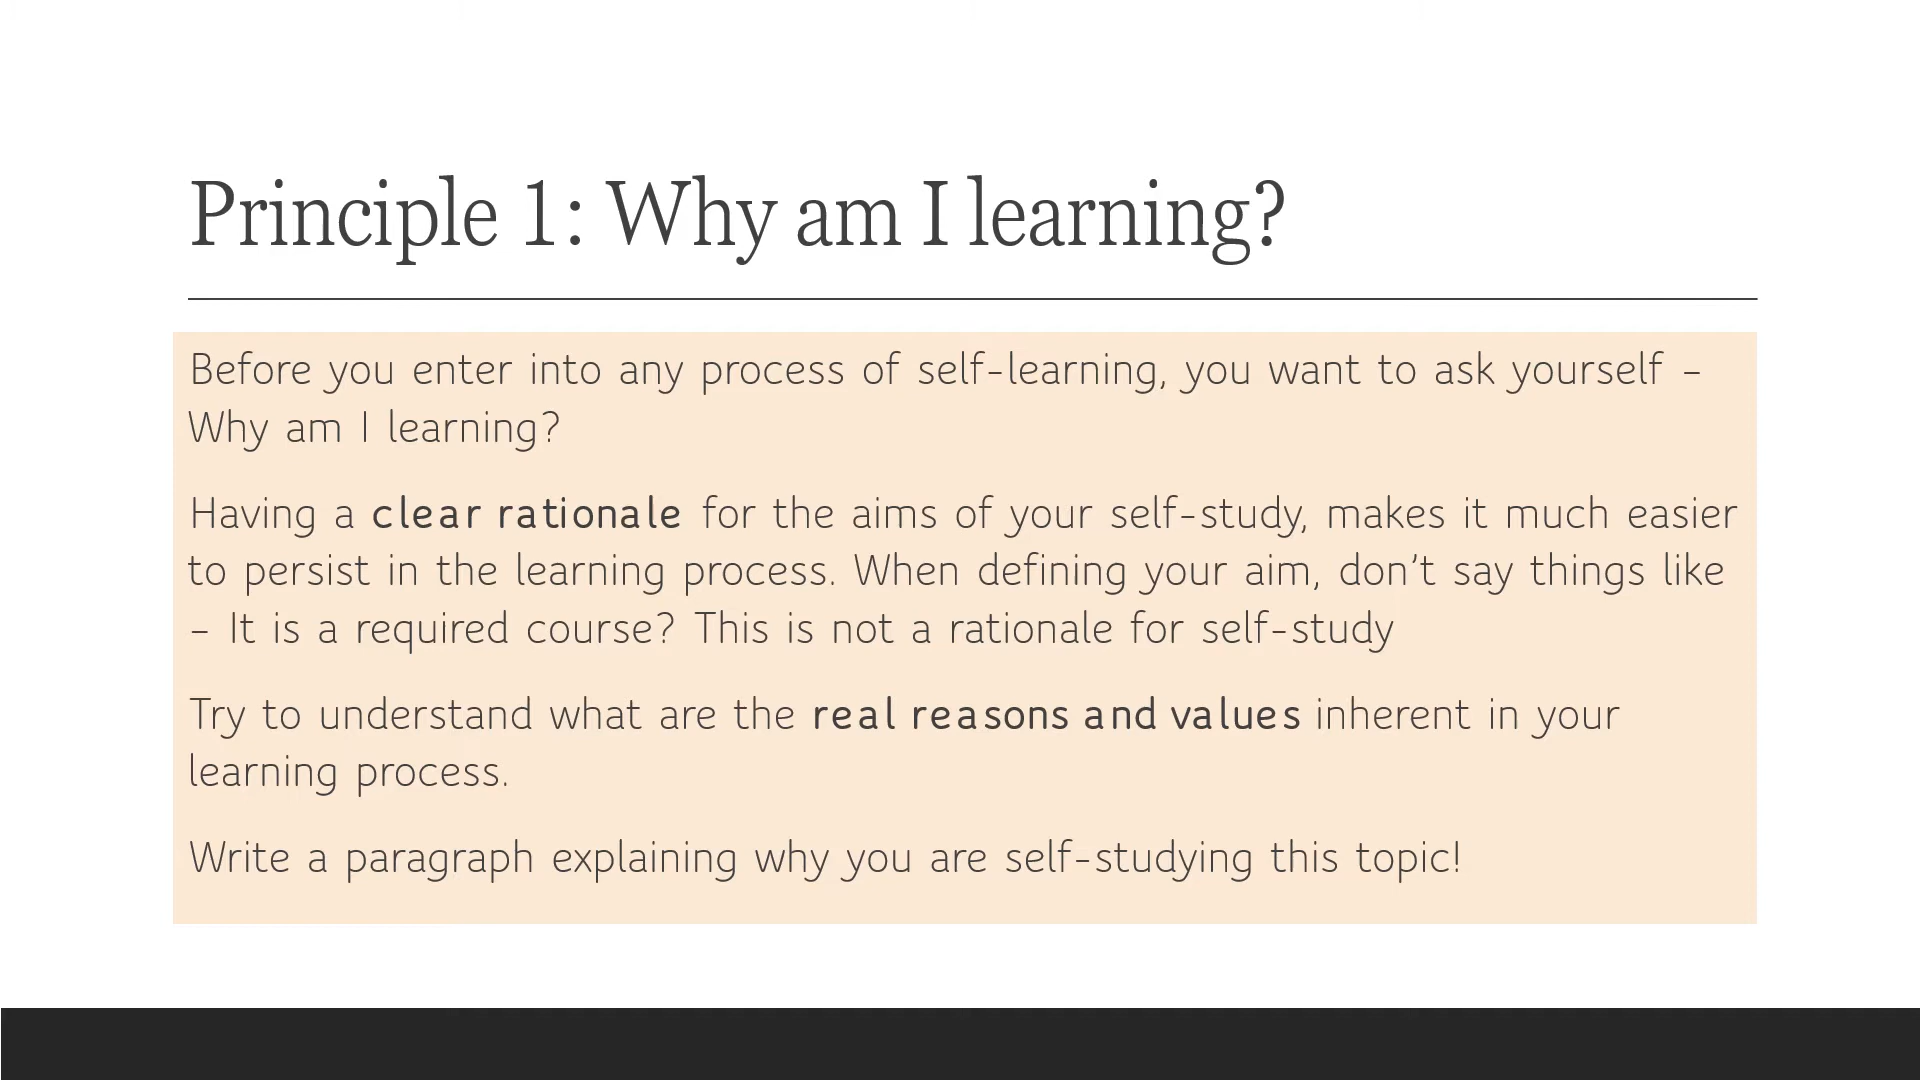 Principle 1: Why am I learning?
Before you enter into any process of self-learning, you want to ask yourself –
Why am I learning?
Having a clear rationale for the aims of your self-study, makes it much easier
to persist in the learning process. When defining your aim, don’t say things like
– It is a required course? This is not a rationale for self-study
Try to understand what are the real reasons and values inherent in your
learning process.
Write a paragraph explaining why you are self-studying this topic!